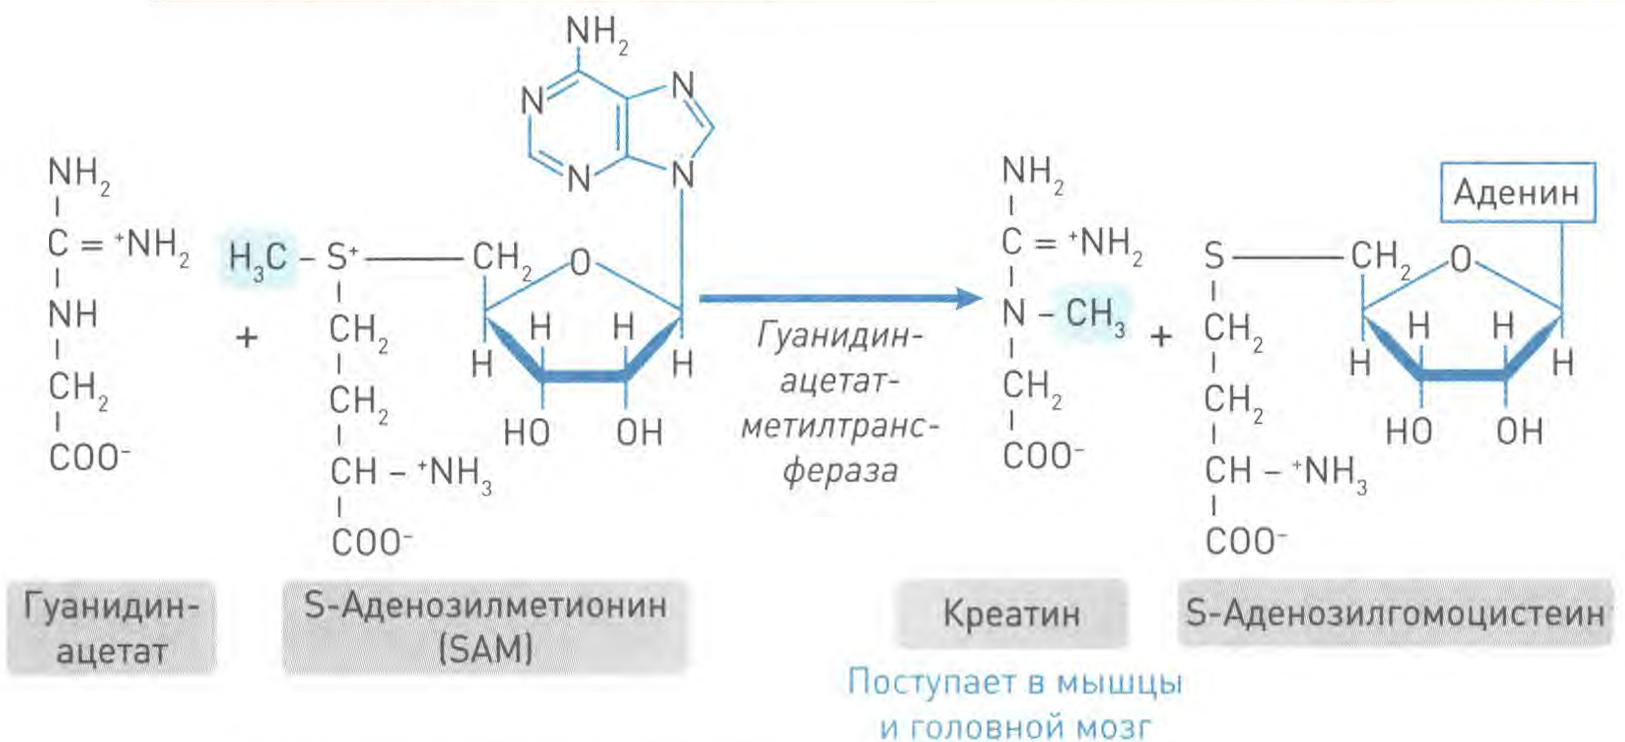 NH₂
C = ⁺NH₂
NH
CH₂
COO⁻
+
NH₂
N
N
N
N
H₃C – S⁺
CH₂
O
CH₂
CH₂
CH – ⁺NH₃
COO⁻
H
H
H
H
HO
OH
Гуанидин-
ацетат-
метилтранс-
фераза
NH₂
C = ⁺NH₂
N – CH₃
CH₂
COO⁻
+
Аденин
S
CH₂
O
CH₂
CH₂
CH – ⁺NH₃
COO⁻
H
H
H
H
HO
OH
Гуанидин-
ацетат
S-Аденозилметионин
(SAM)
Креатин
S-Аденозилгомоцистеин
Поступает в мышцы
и головной мозг